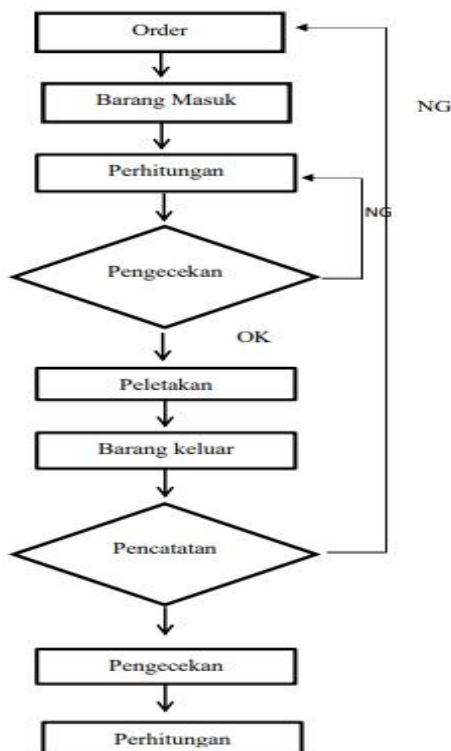 Order
NG
Barang Masuk
Perhitungan
NG
Pengecekan
OK
Peletakan
Barang keluar
Pencatatan
Pengecekan
Perhitungan